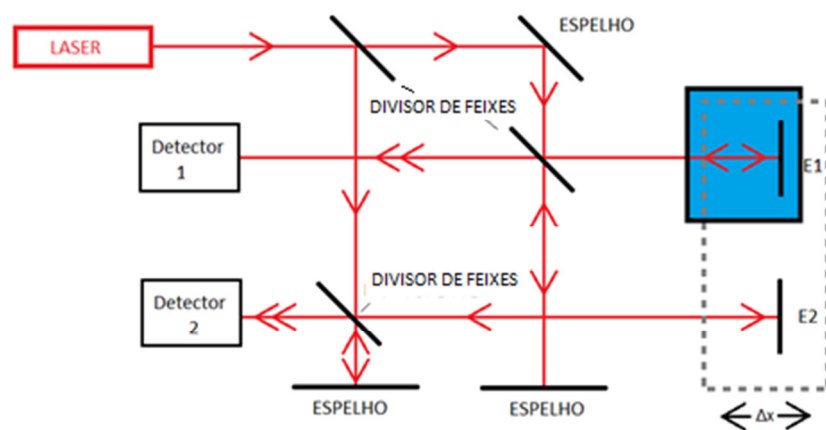 LASER
ESPELHO
DIVISOR DE FEIXES
Detector
1
E1
DIVISOR DE FEIXES
Detector
2
E2
ESPELHO
ESPELHO
Δx